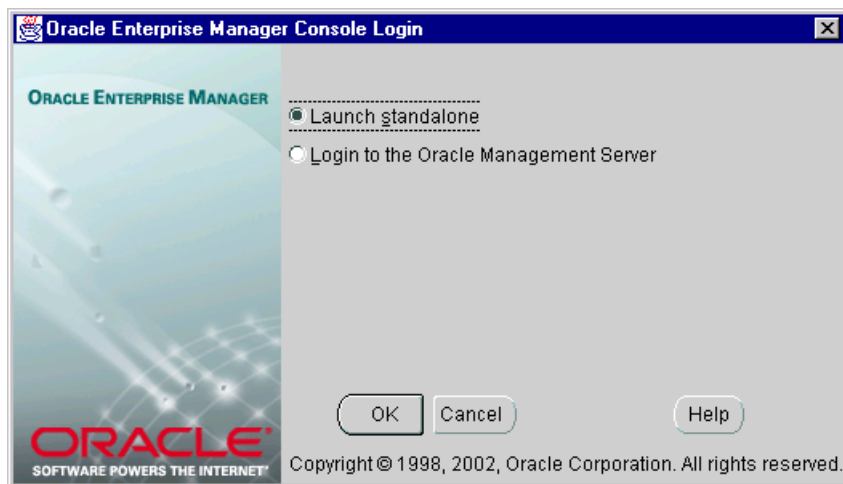 Oracle Enterprise Manager Console Login
ORACLE ENTERPRISE MANAGER
Launch standalone
Login to the Oracle Management Server
OK
Cancel
Help
ORACLE®
SOFTWARE POWERS THE INTERNET™
Copyright © 1998, 2002, Oracle Corporation. All rights reserved.